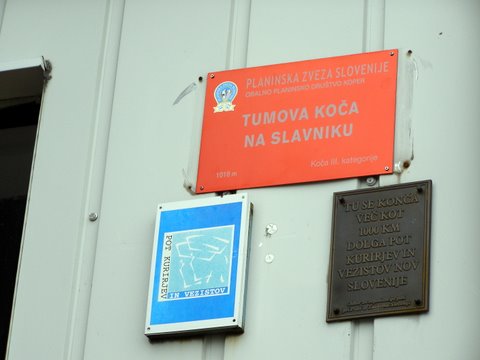 PLANINSKA ZVEZA SLOVENIJE
OBALNO PLANINSKO DRUŠTVO KOPER
TUMOVA KOČA
NA SLAVNIKU
1018 m
Koča III. kategorije
POT KURIRJEV
IN VEZISTOV
TU SE KONČA
VEČ KOT
1000 KM
DOLGA POT
KURIRJEV IN
VEZISTOV NOV
SLOVENIJE